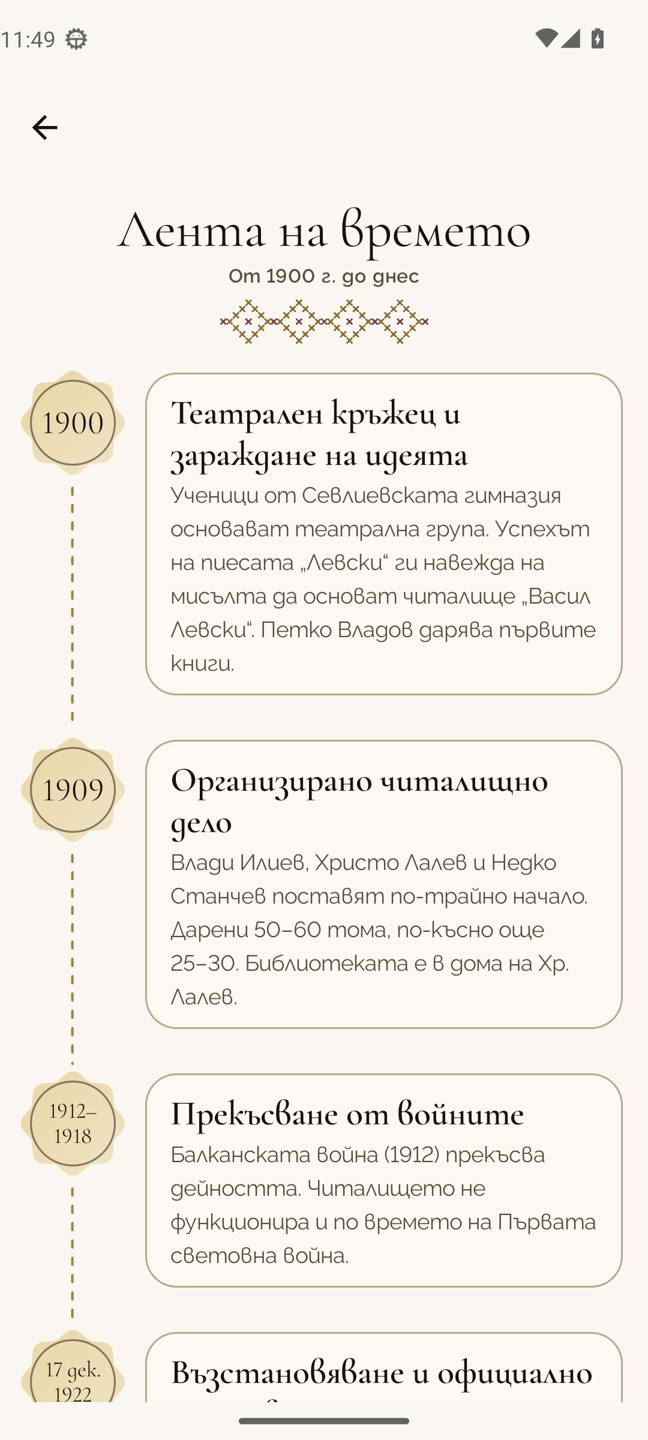 11:49
Лента на времето
От 1900 г. до днес
1900
Театрален кръжец и
зараждане на идеята
Ученици от Севлиевската гимназия
основават театрална група. Успехът
на пиесата „Левски“ ги навежда на
мисълта да основат читалище „Васил
Левски“. Петко Владов дарява първите
книги.
1909
Организирано читалищно
дело
Влади Илиев, Христо Лалев и Недко
Станчев поставят по-трайно начало.
Дарени 50–60 тома, по-късно още
25–30. Библиотеката е в дома на Хр.
Лалев.
1912–
1918
Прекъсване от войните
Балканската война (1912) прекъсва
дейността. Читалището не
функционира и по времето на Първата
световна война.
17 дек.
1922
Възстановяване и официално